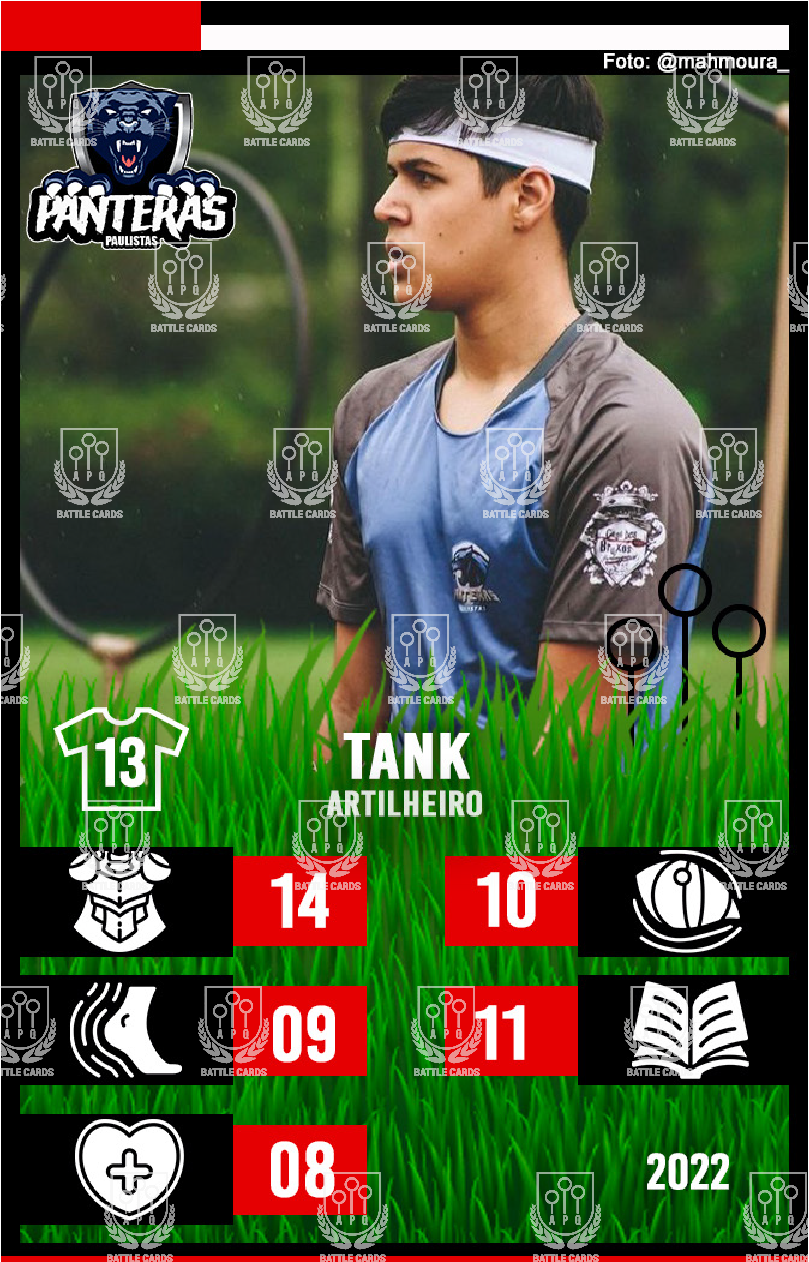 Foto: @mahmoura_
PANTERAS
PAULISTAS
13
TANK
ARTILHEIRO
14
10
09
11
08
2022
APQ
BATTLE CARDS